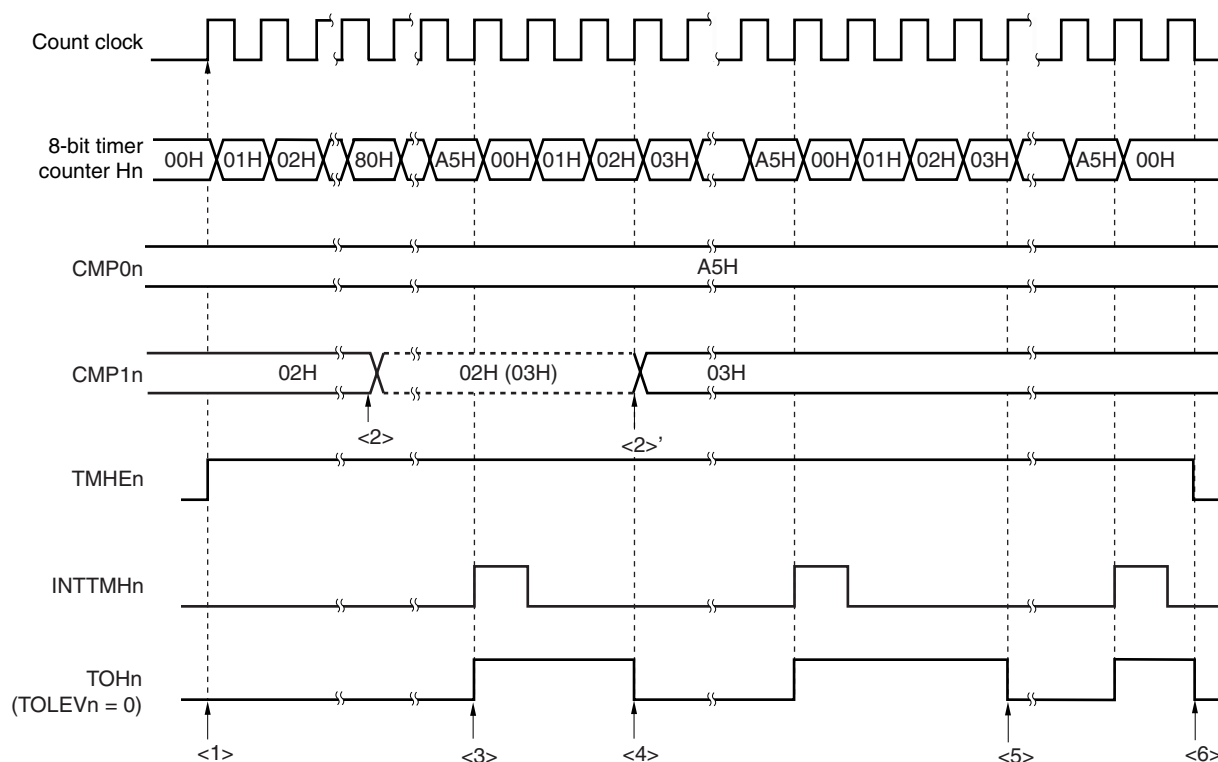 Count clock
8-bit timer
counter Hn
00H 01H 02H 80H A5H 00H 01H 02H 03H A5H 00H 01H 02H 03H A5H 00H
CMP0n
A5H
CMP1n
02H 02H (03H) 03H
<2> <2>’
TMHEn
INTTMHn
TOHn
(TOLEVn = 0)
<1> <3> <4> <5> <6>